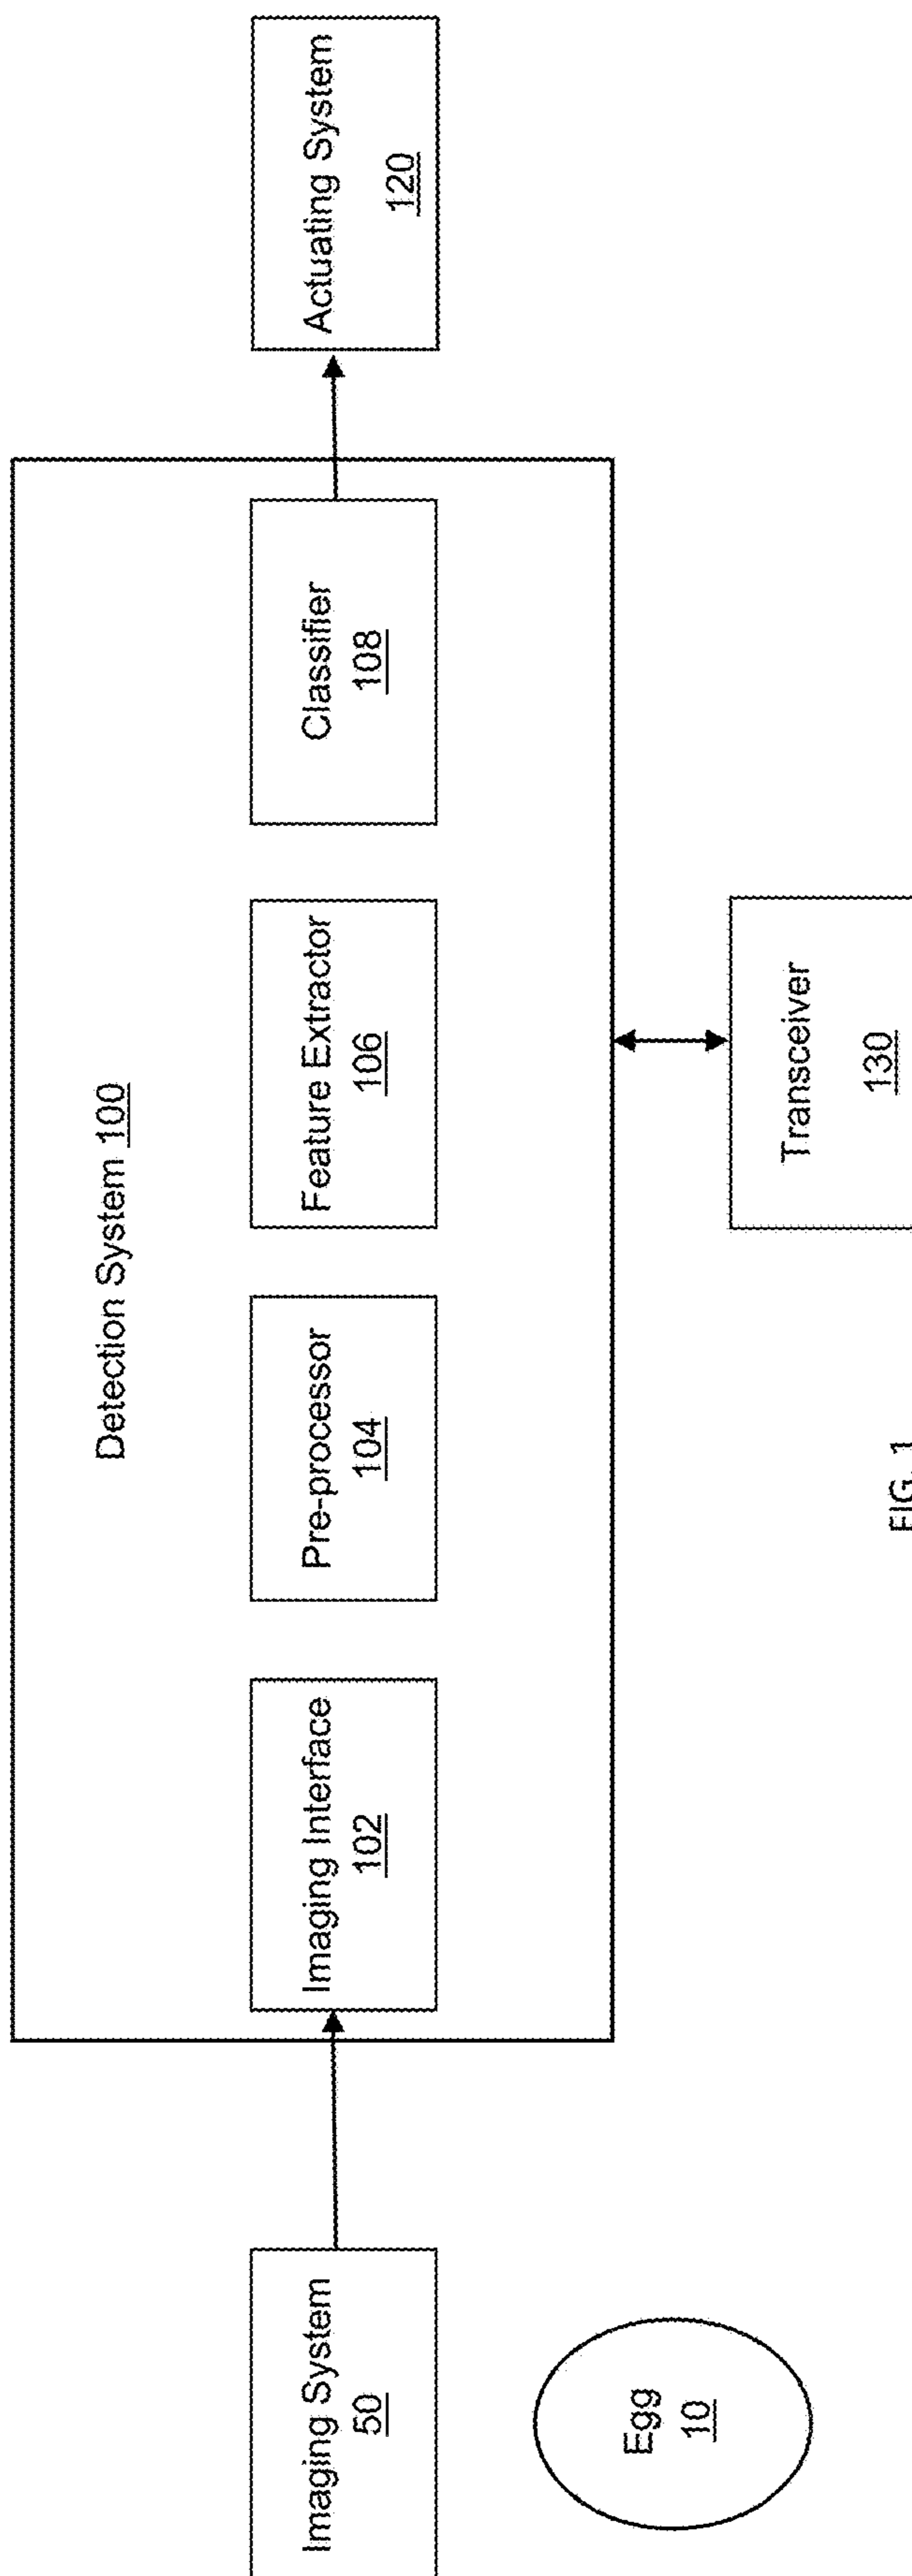 Detection System 100
Imaging System
50
Imaging Interface
102
Pre-processor
104
Feature Extractor
106
Classifier
108
Actuating System
120
Egg
10
Transceiver
130
FIG. 1